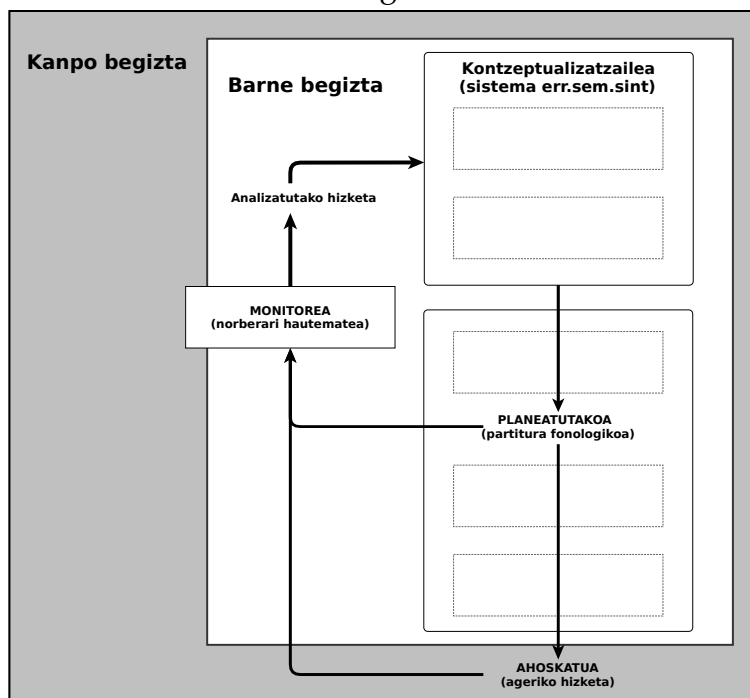 Kanpo begizta
Barne begizta
Kontzeptualizatzailea
(sistema err.sem.sint)
Analizatutako hizketa
MONITOREA
(norberari hautematea)
PLANEATUTAKOA
(partitura fonologikoa)
AHOSKATUA
(ageriko hizketa)